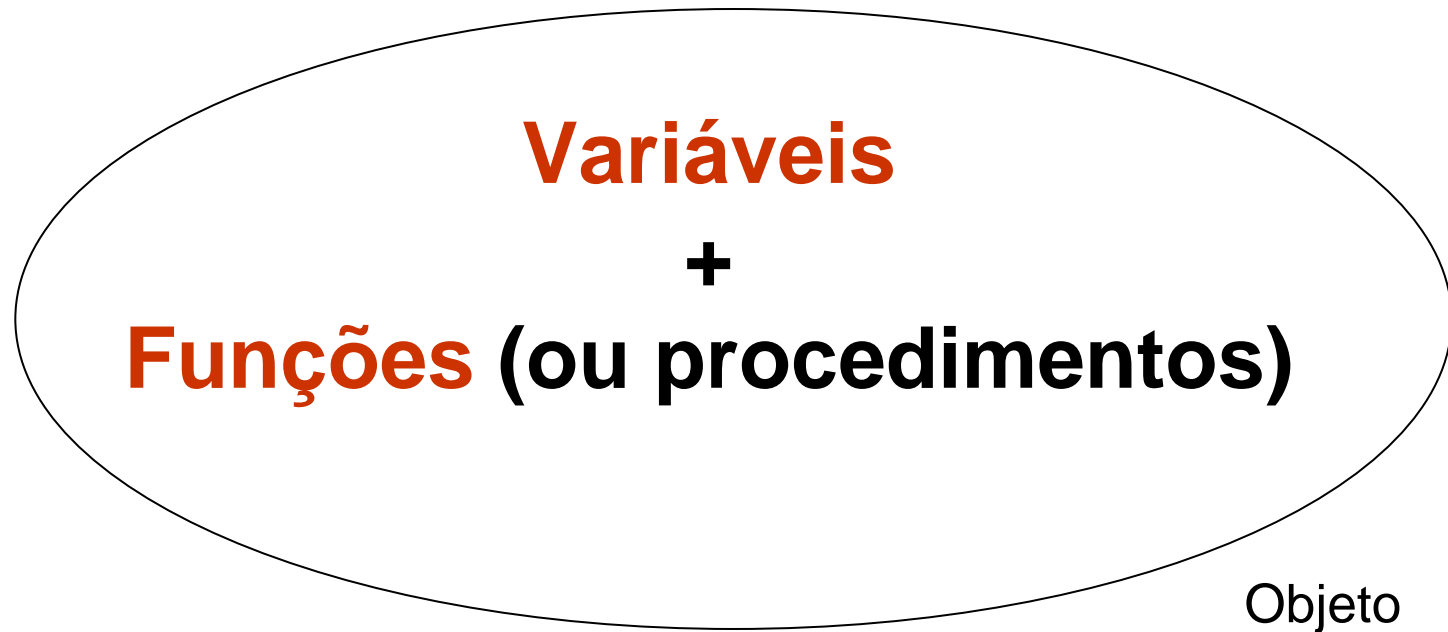 Variáveis
+
Funções (ou procedimentos)
Objeto